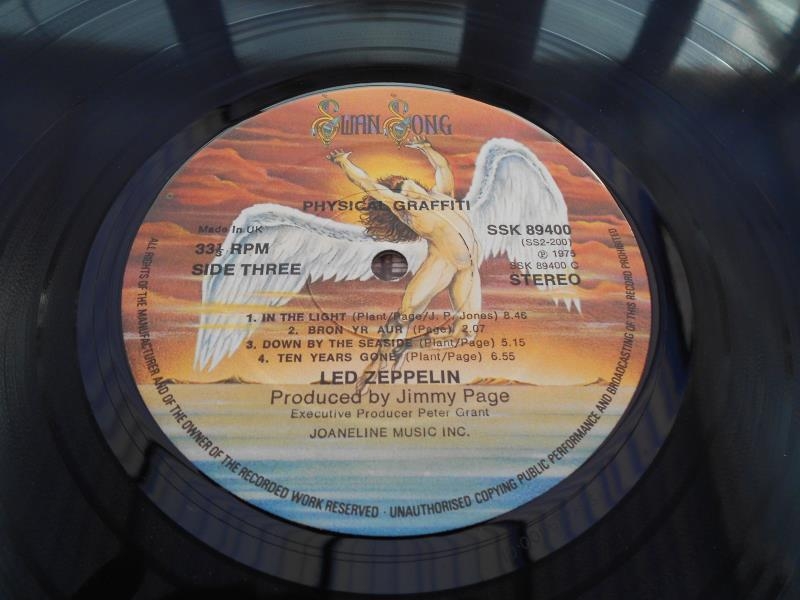 SWAN SONG
PHYSICAL GRAFFITI
Made in UK
33⅓ RPM
SIDE THREE
SSK 89400
(SS2-200)
℗ 1975
SSK 89400 C
STEREO
1. IN THE LIGHT (Plant/Page/J. P. Jones) 8.46
2. BRON YR AUR (Page) 2.07
3. DOWN BY THE SEASIDE (Plant/Page) 5.15
4. TEN YEARS GONE (Plant/Page) 6.55
LED ZEPPELIN
Produced by Jimmy Page
Executive Producer Peter Grant
JOANELINE MUSIC INC.
ALL RIGHTS OF THE MANUFACTURER AND OF THE OWNER OF THE RECORDED WORK RESERVED · UNAUTHORISED COPYING PUBLIC PERFORMANCE AND BROADCASTING OF THIS RECORD PROHIBITED